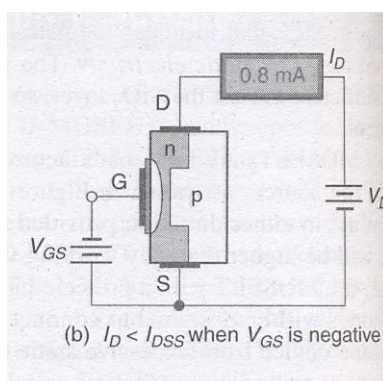 D
I_D
0.8 mA
n
G
p
V_GS
S
(b) I_D < I_DSS when V_GS is negative